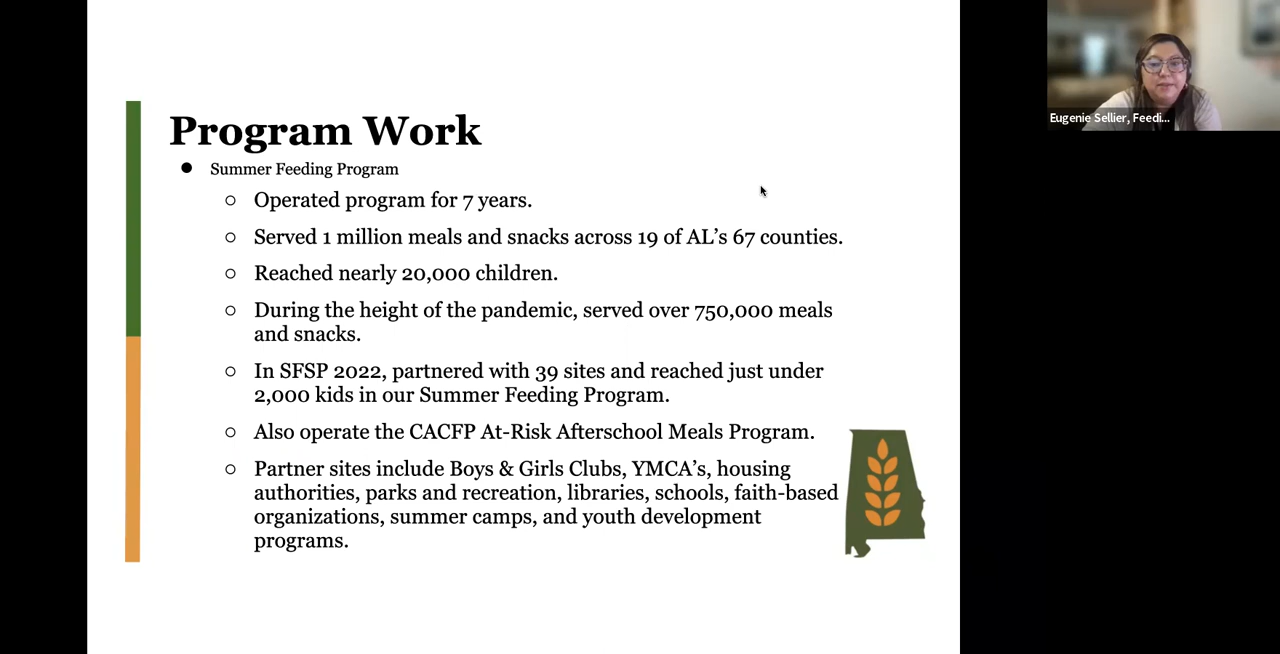 Program Work
● Summer Feeding Program
○ Operated program for 7 years.
○ Served 1 million meals and snacks across 19 of AL’s 67 counties.
○ Reached nearly 20,000 children.
○ During the height of the pandemic, served over 750,000 meals
and snacks.
○ In SFSP 2022, partnered with 39 sites and reached just under
2,000 kids in our Summer Feeding Program.
○ Also operate the CACFP At-Risk Afterschool Meals Program.
○ Partner sites include Boys & Girls Clubs, YMCA’s, housing
authorities, parks and recreation, libraries, schools, faith-based
organizations, summer camps, and youth development
programs.
Eugenie Sellier, Feedi...